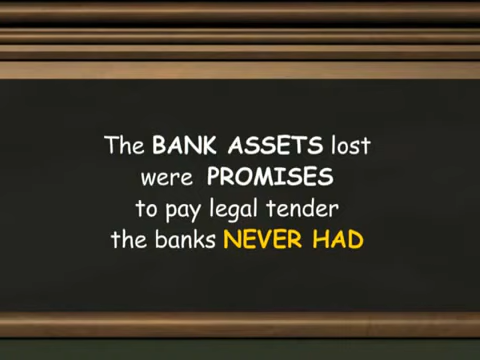 The BANK ASSETS lost
were PROMISES
to pay legal tender
the banks NEVER HAD